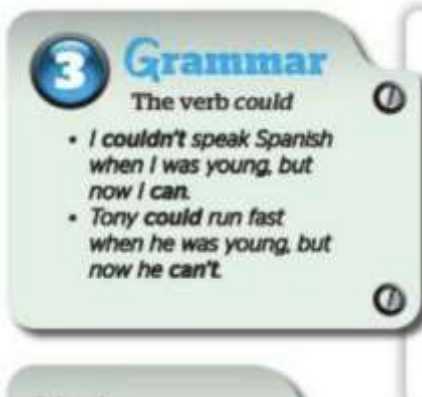 3 Grammar
The verb could
• I couldn't speak Spanish
when I was young, but
now I can.
• Tony could run fast
when he was young, but
now he can't.